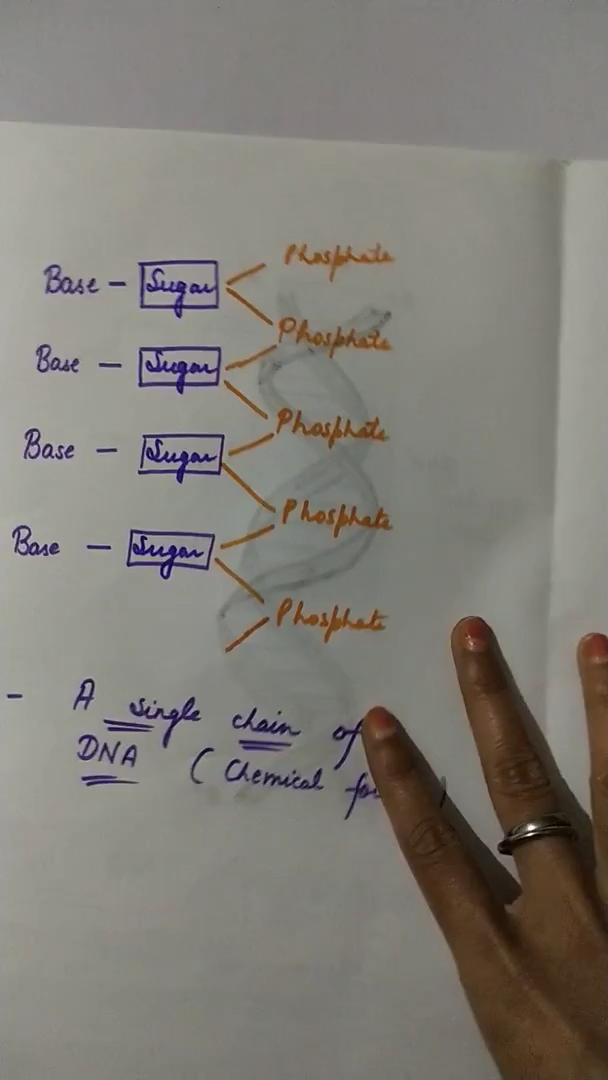 Phosphate
Base - Sugar
Phosphate
Base - Sugar
Phosphate
Base - Sugar
Phosphate
Base - Sugar
Phosphate
- A single chain of
DNA (Chemical